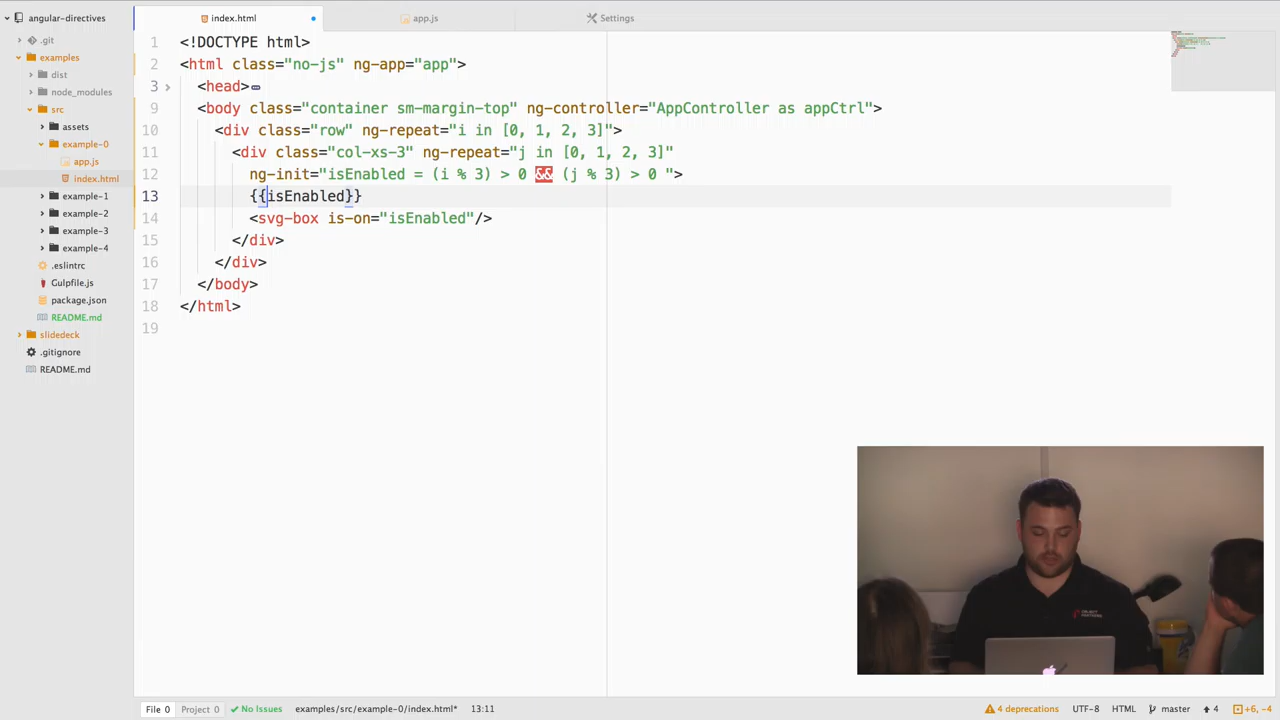 angular-directives
index.html
app.js
Settings
.git
examples
dist
node_modules
src
assets
example-0
app.js
index.html
example-1
example-2
example-3
example-4
.eslintrc
Gulpfile.js
package.json
README.md
slidedeck
.gitignore
README.md
1 <!DOCTYPE html>
2 <html class="no-js" ng-app="app">
3 <head>
9 <body class="container sm-margin-top" ng-controller="AppController as appCtrl">
10 <div class="row" ng-repeat="i in [0, 1, 2, 3]">
11 <div class="col-xs-3" ng-repeat="j in [0, 1, 2, 3]"
12 ng-init="isEnabled = (i % 3) > 0 && (j % 3) > 0 ">
13 {{isEnabled}}
14 <svg-box is-on="isEnabled"/>
15 </div>
16 </div>
17 </body>
18 </html>
19
File 0 Project 0 No Issues examples/src/example-0/index.html* 13:11 4 deprecations UTF-8 HTML master 4 +6, -4